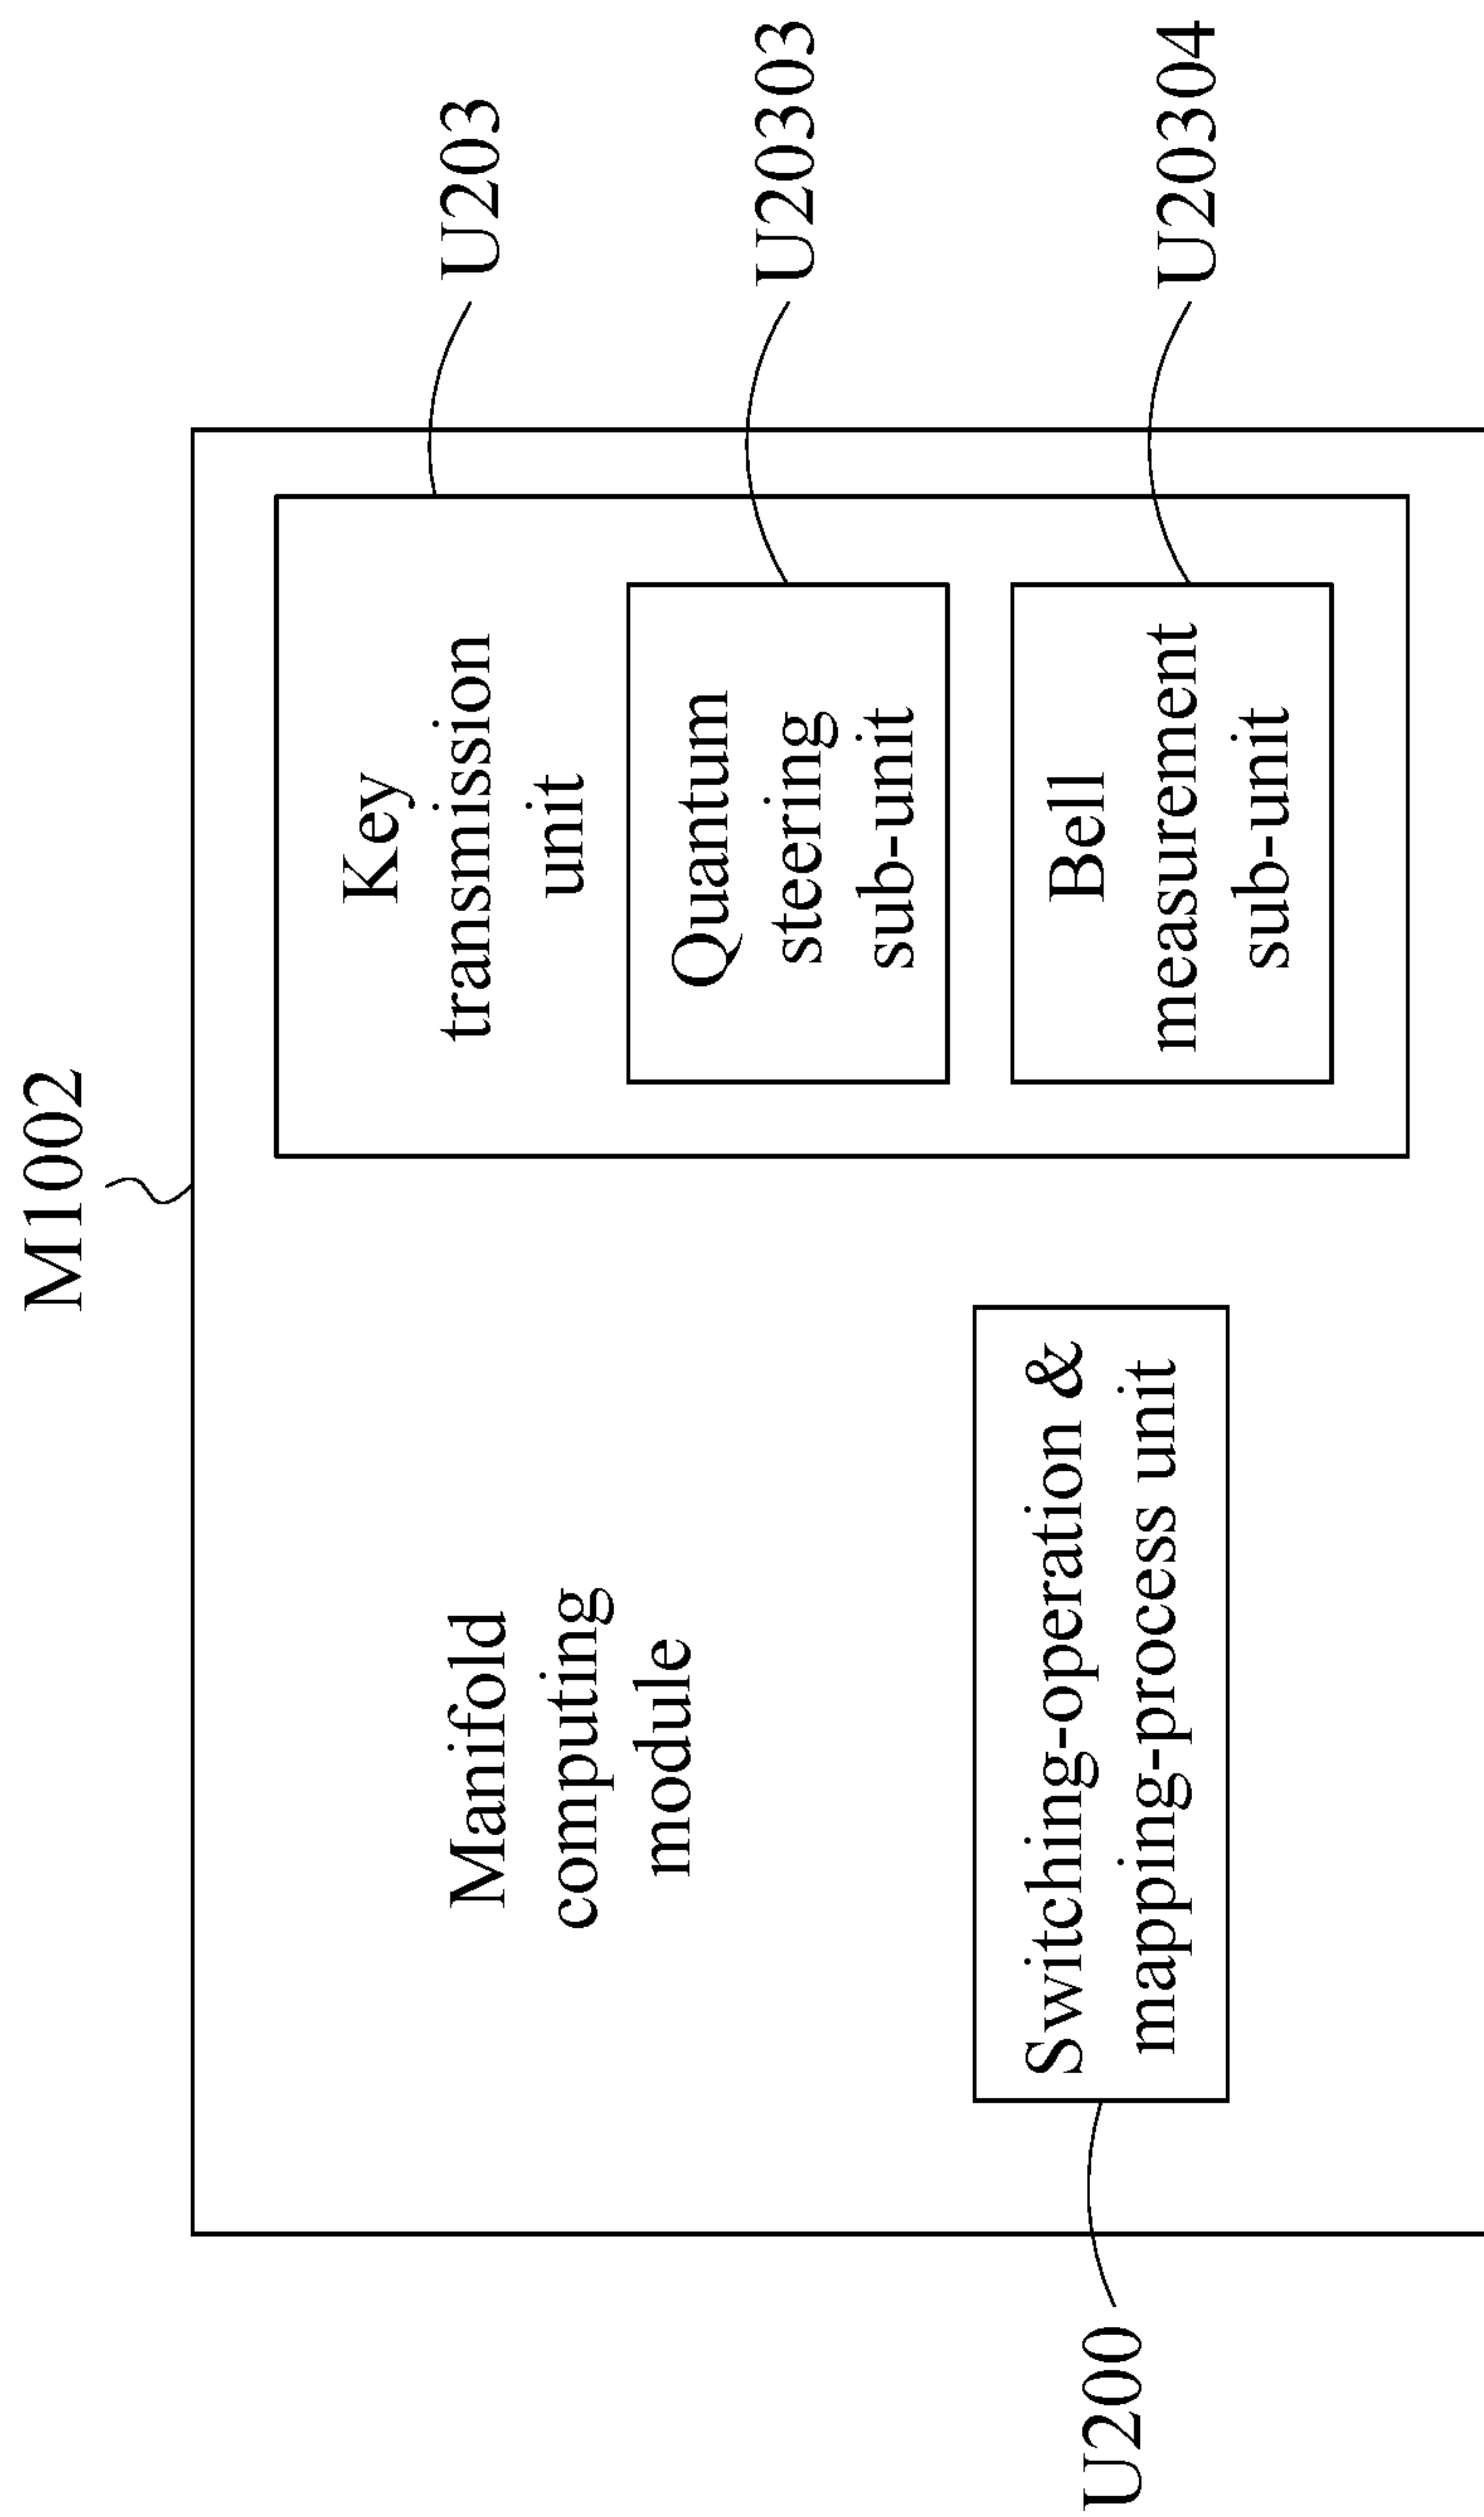 M1002
Manifold
computing
module
Switching-operation &
mapping-process unit
U200
Key
transmission
unit
U203
Quantum
steering
sub-unit
U20303
Bell
measurement
sub-unit
U20304